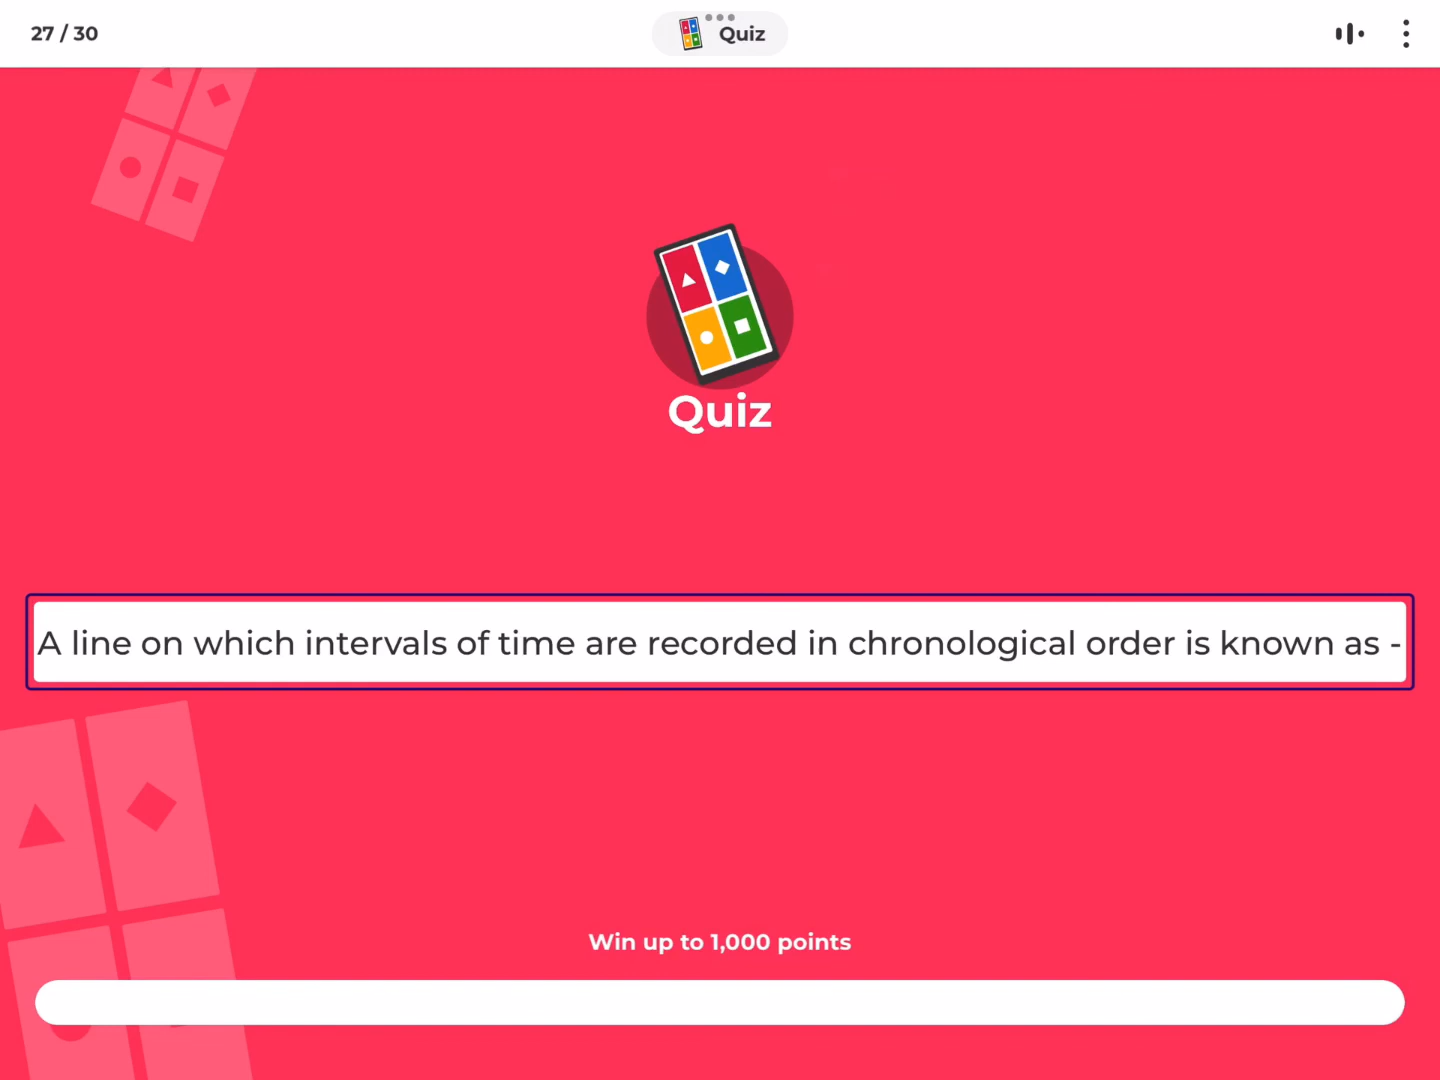 27 / 30
Quiz
Quiz
A line on which intervals of time are recorded in chronological order is known as -
Win up to 1,000 points